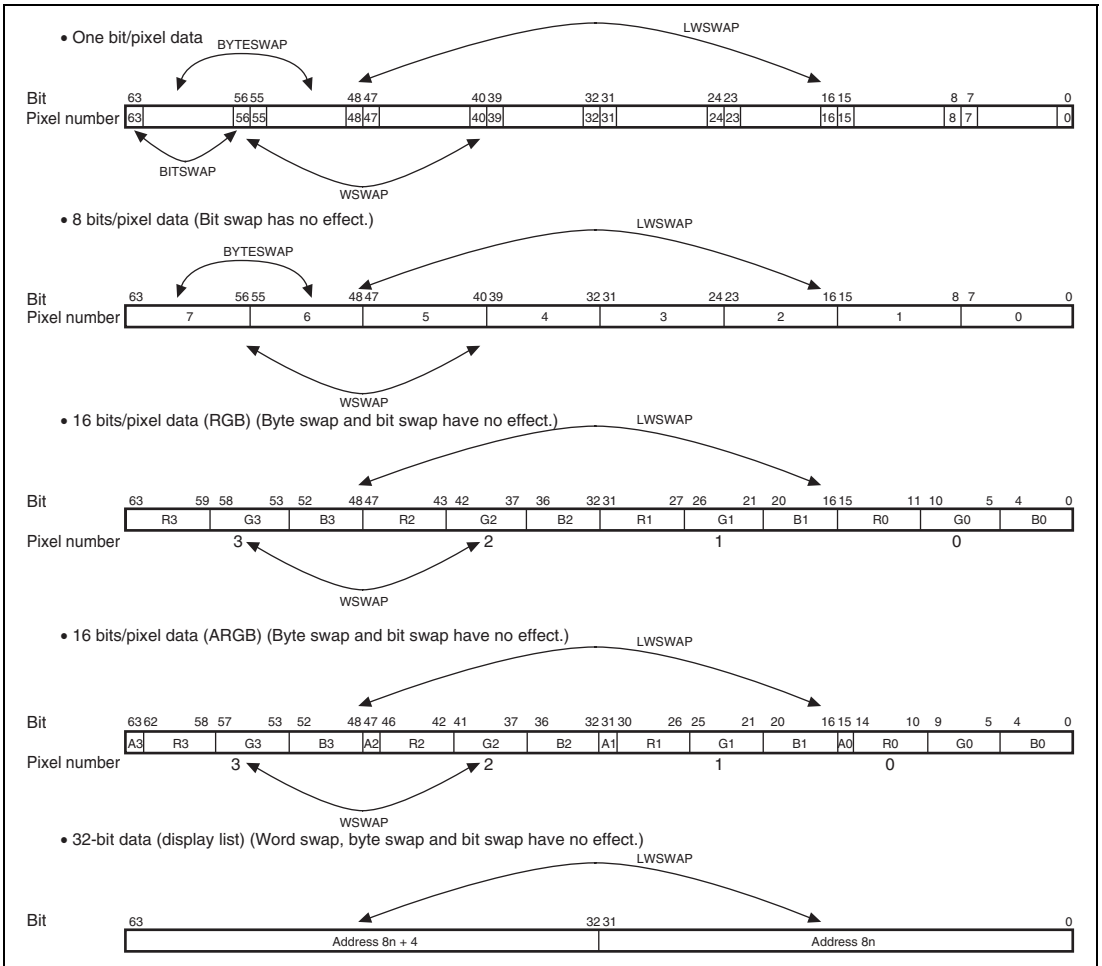 • One bit/pixel data
BYTESWAP
LWSWAP
Bit 63 56 55 48 47 40 39 32 31 24 23 16 15 8 7 0
Pixel number 63 56 55 48 47 40 39 32 31 24 23 16 15 8 7 0
BITSWAP
WSWAP
• 8 bits/pixel data (Bit swap has no effect.)
LWSWAP
BYTESWAP
Bit 63 56 55 48 47 40 39 32 31 24 23 16 15 8 7 0
Pixel number 7 6 5 4 3 2 1 0
WSWAP
• 16 bits/pixel data (RGB) (Byte swap and bit swap have no effect.)
LWSWAP
Bit 63 59 58 53 52 48 47 43 42 37 36 32 31 27 26 21 20 16 15 11 10 5 4 0
R3 G3 B3 R2 G2 B2 R1 G1 B1 R0 G0 B0
Pixel number 3 2 1 0
WSWAP
• 16 bits/pixel data (ARGB) (Byte swap and bit swap have no effect.)
LWSWAP
Bit 63 62 58 57 53 52 48 47 46 42 41 37 36 32 31 30 26 25 21 20 16 15 14 10 9 5 4 0
A3 R3 G3 B3 A2 R2 G2 B2 A1 R1 G1 B1 A0 R0 G0 B0
Pixel number 3 2 1 0
WSWAP
• 32-bit data (display list) (Word swap, byte swap and bit swap have no effect.)
LWSWAP
Bit 63 32 31 0
Address 8n + 4 Address 8n